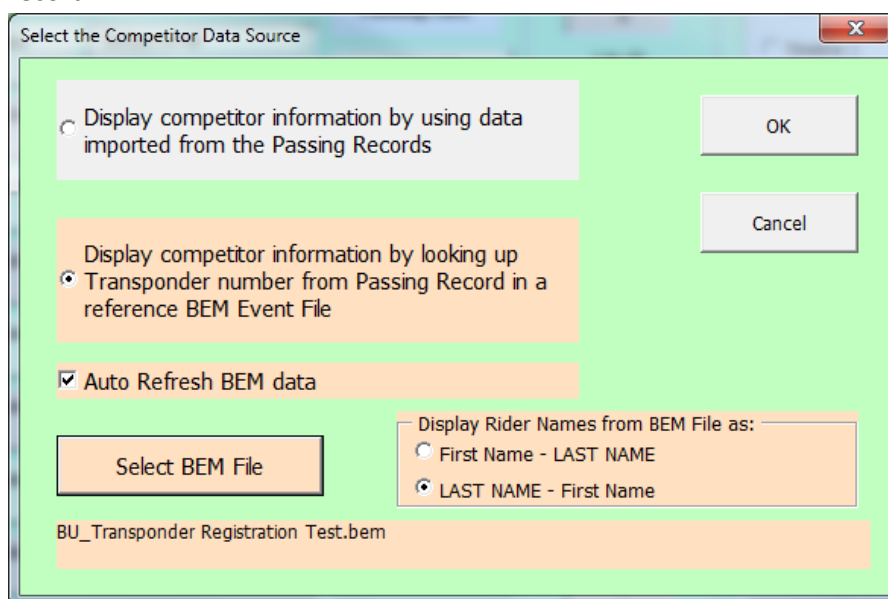 Select the Competitor Data Source
Display competitor information by using data
imported from the Passing Records
OK
Cancel
Display competitor information by looking up
Transponder number from Passing Record in a
reference BEM Event File
Auto Refresh BEM data
Select BEM File
Display Rider Names from BEM File as:
First Name - LAST NAME
LAST NAME - First Name
BU_Transponder Registration Test.bem